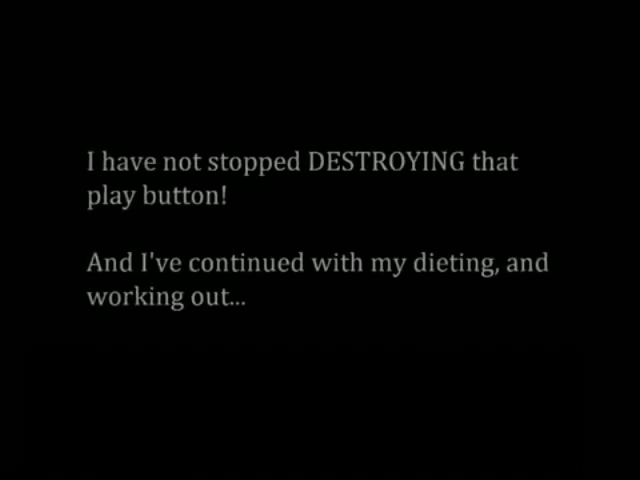 I have not stopped DESTROYING that
play button!
And I've continued with my dieting, and
working out...